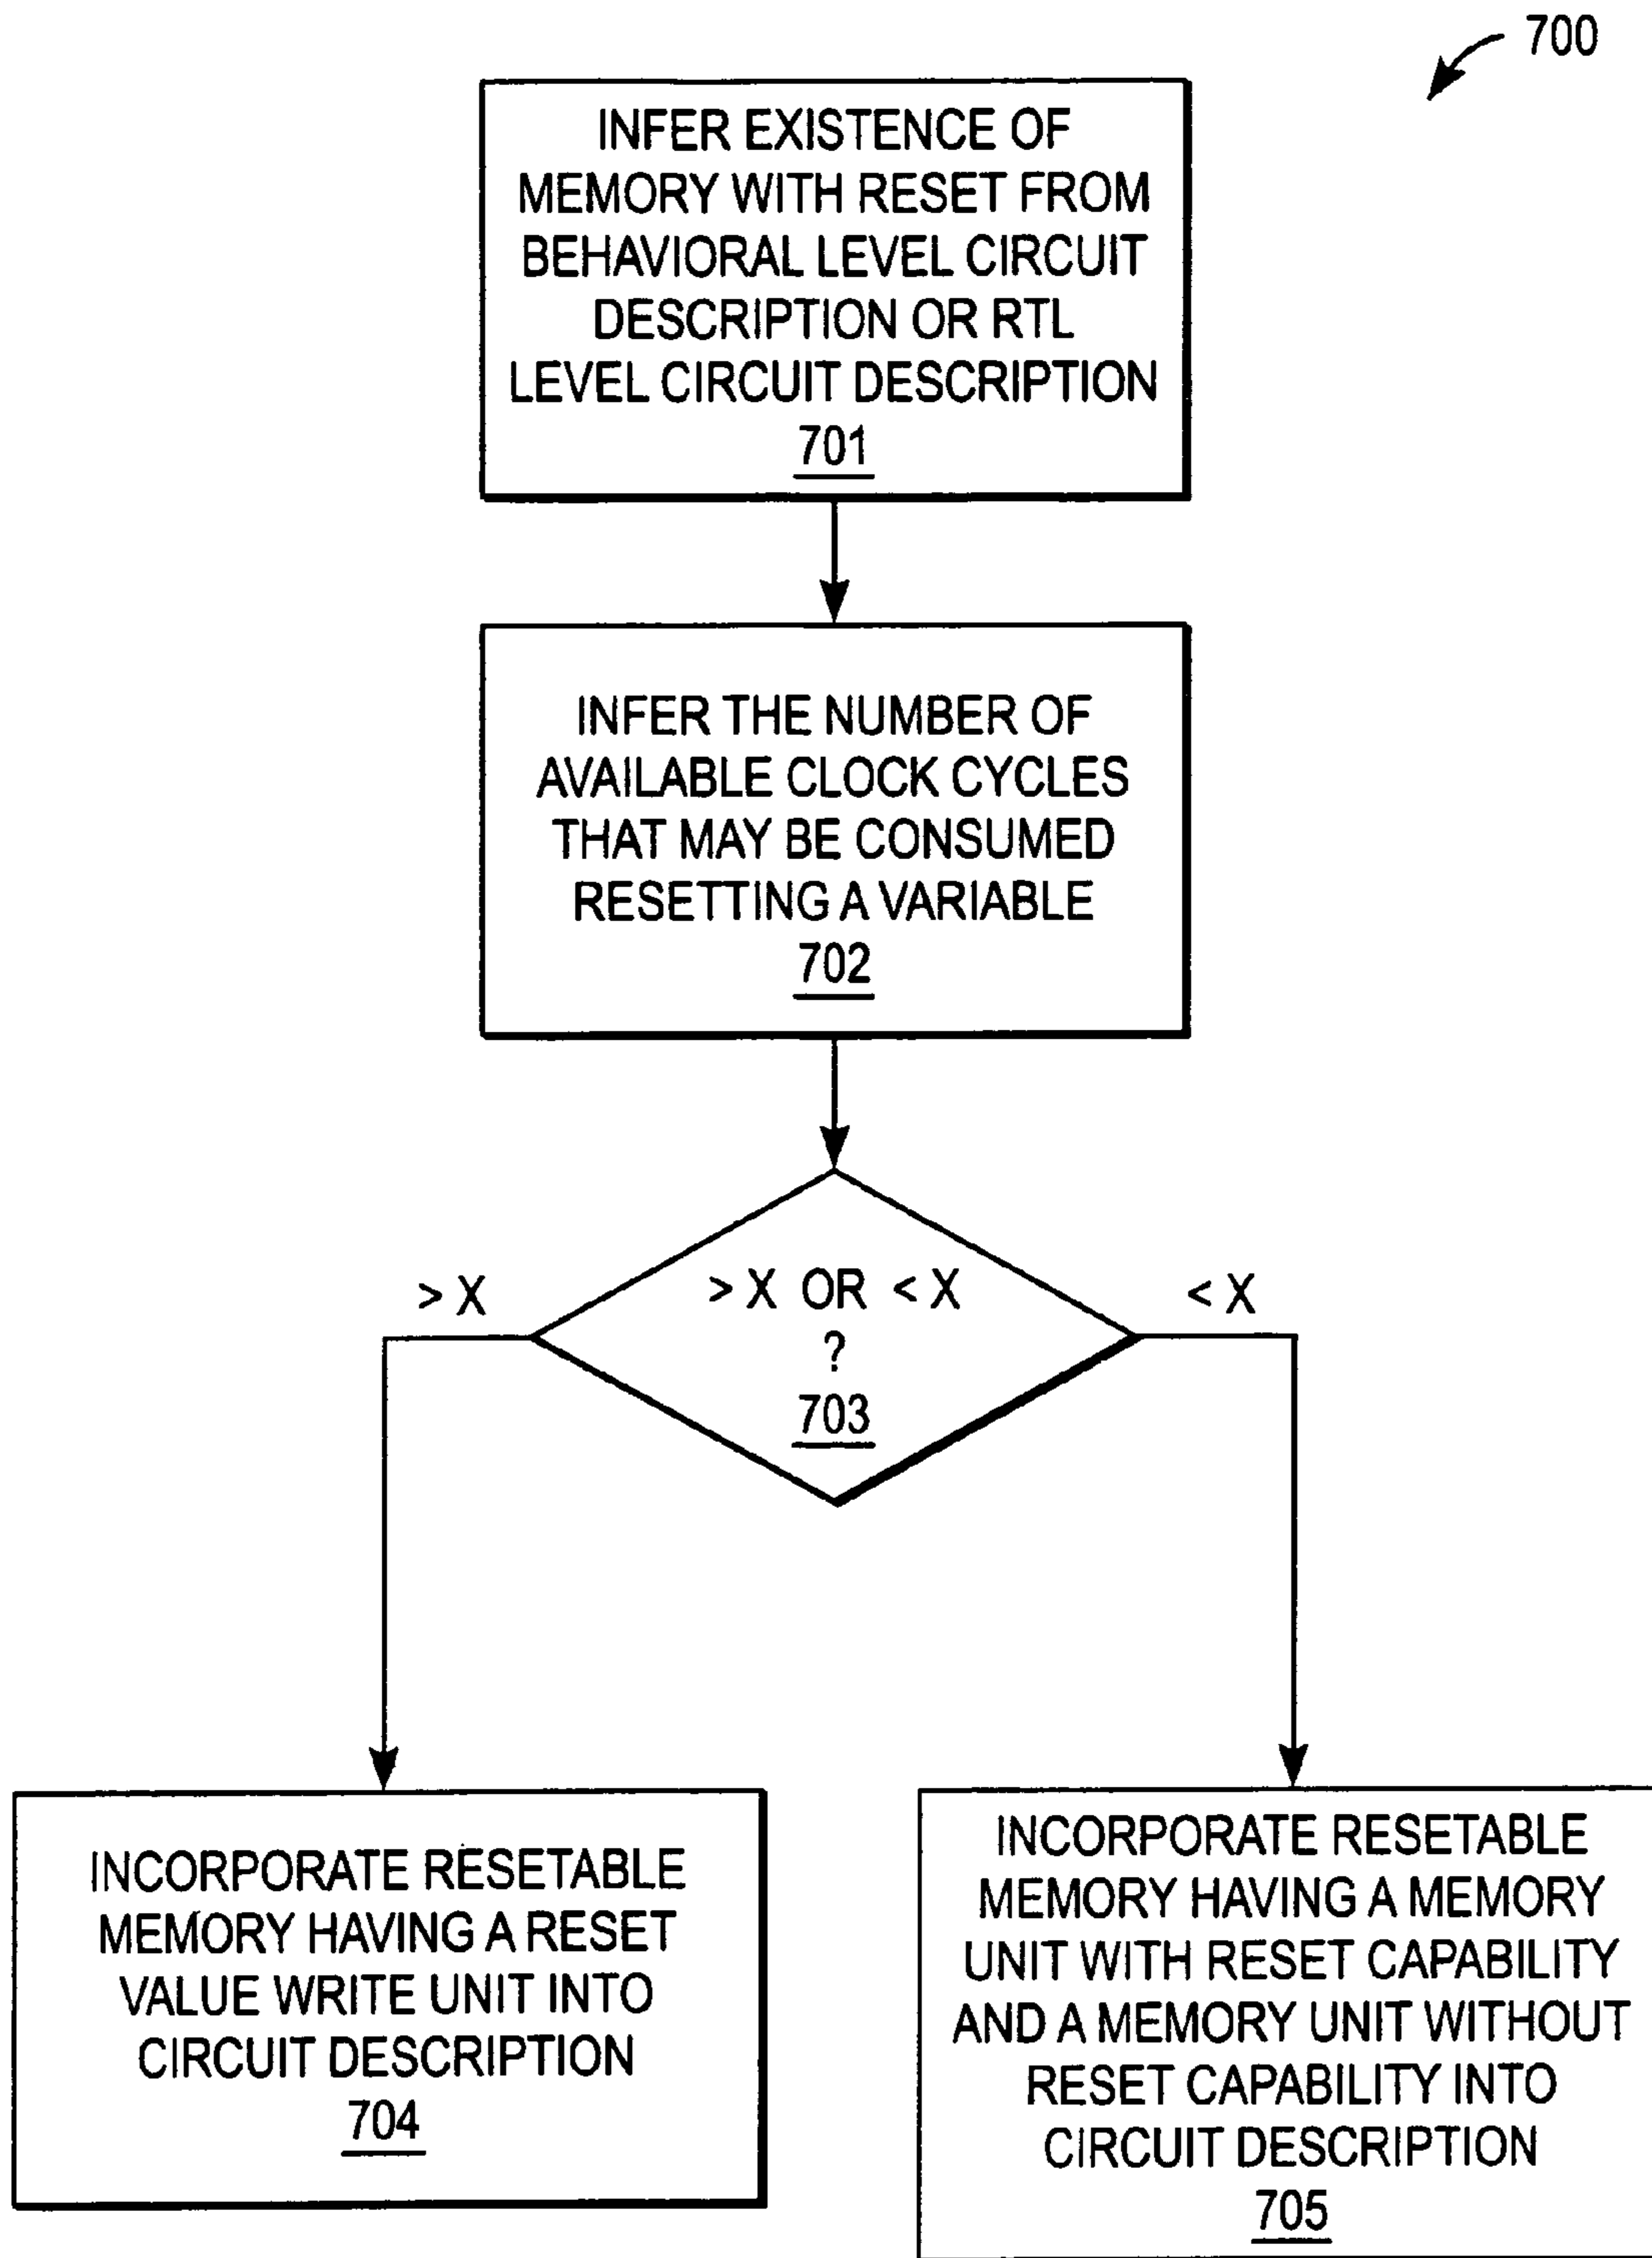 700
INFER EXISTENCE OF
MEMORY WITH RESET FROM
BEHAVIORAL LEVEL CIRCUIT
DESCRIPTION OR RTL
LEVEL CIRCUIT DESCRIPTION
701
INFER THE NUMBER OF
AVAILABLE CLOCK CYCLES
THAT MAY BE CONSUMED
RESETTING A VARIABLE
702
> X
> X OR < X
?
703
< X
INCORPORATE RESETABLE
MEMORY HAVING A RESET
VALUE WRITE UNIT INTO
CIRCUIT DESCRIPTION
704
INCORPORATE RESETABLE
MEMORY HAVING A MEMORY
UNIT WITH RESET CAPABILITY
AND A MEMORY UNIT WITHOUT
RESET CAPABILITY INTO
CIRCUIT DESCRIPTION
705